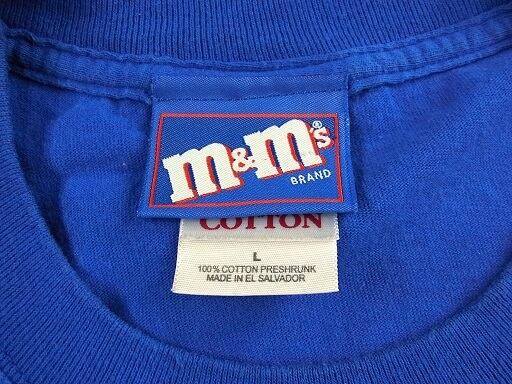 m&m's®
BRAND
COTTON
L
100% COTTON PRESHRUNK
MADE IN EL SALVADOR